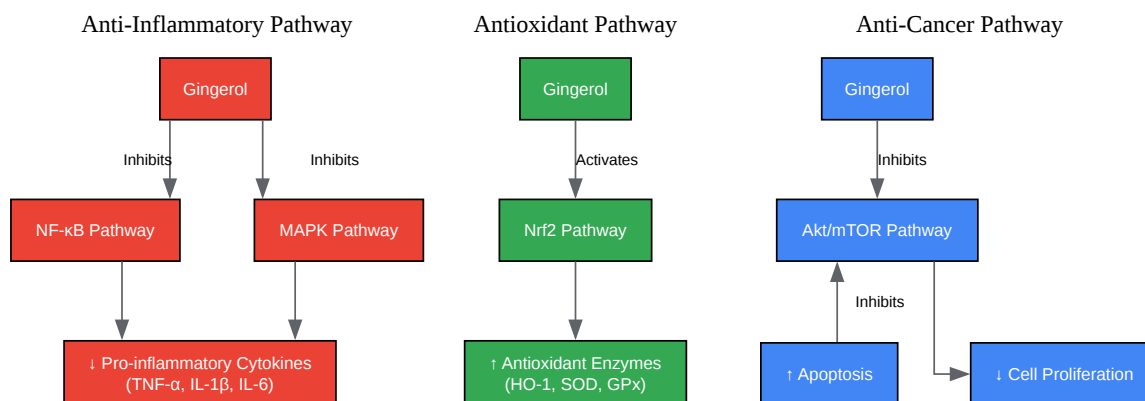 Anti-Inflammatory Pathway
Gingerol
Inhibits
Inhibits
NF-κB Pathway
MAPK Pathway
↓ Pro-inflammatory Cytokines
(TNF-α, IL-1β, IL-6)
Antioxidant Pathway
Gingerol
Activates
Nrf2 Pathway
↑ Antioxidant Enzymes
(HO-1, SOD, GPx)
Anti-Cancer Pathway
Gingerol
Inhibits
Akt/mTOR Pathway
Inhibits
↑ Apoptosis
↓ Cell Proliferation